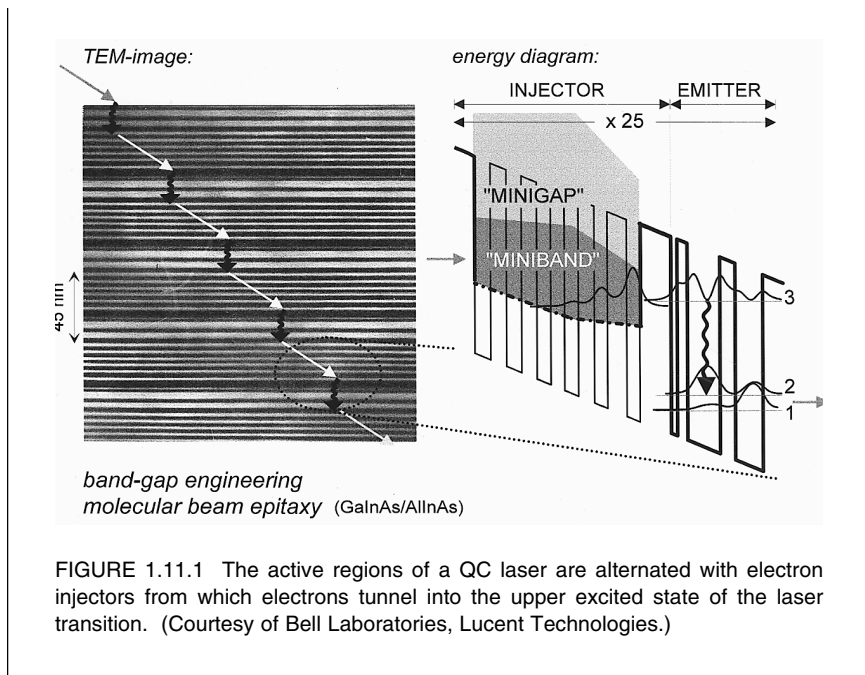 TEM-image:
energy diagram:
INJECTOR
EMITTER
x 25
"MINIGAP"
"MINIBAND"
45 nm
3
2
1
band-gap engineering
molecular beam epitaxy (GaInAs/AlInAs)
FIGURE 1.11.1 The active regions of a QC laser are alternated with electron
injectors from which electrons tunnel into the upper excited state of the laser
transition. (Courtesy of Bell Laboratories, Lucent Technologies.)